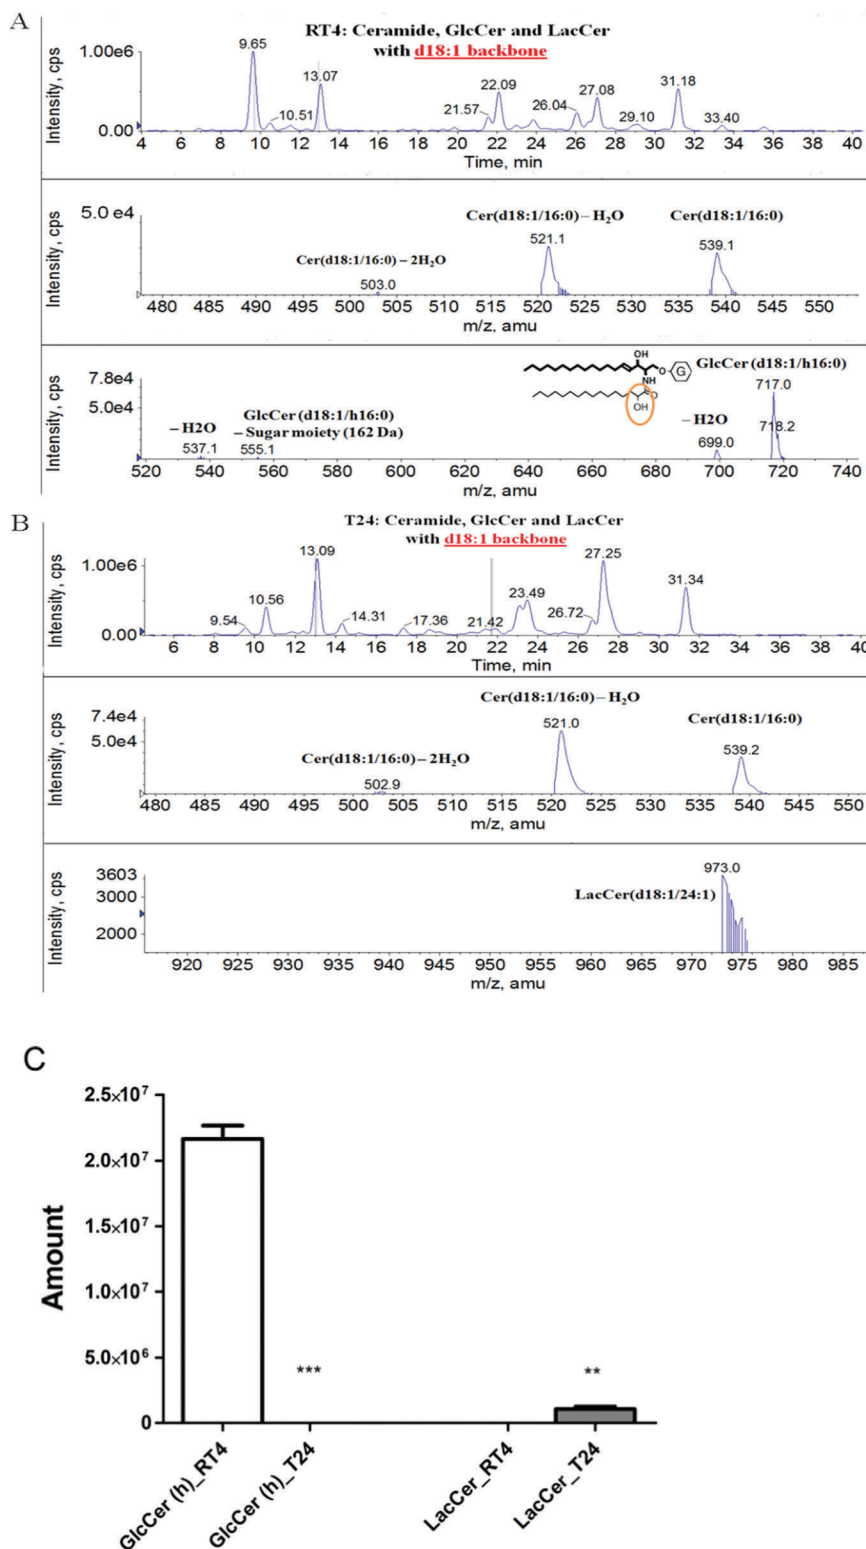 A
RT4: Ceramide, GlcCer and LacCer
with d18:1 backbone
Intensity, cps
1.00e6
0.00
9.65
10.51
13.07
21.57
22.09
26.04
27.08
29.10
31.18
33.40
4 6 8 10 12 14 16 18 20 22 24 26 28 30 32 34 36 38 40
Time, min
Intensity, cps
5.0 e4
0.0
Cer(d18:1/16:0) – 2H₂O
503.0
Cer(d18:1/16:0) – H₂O
521.1
Cer(d18:1/16:0)
539.1
480 485 490 495 500 505 510 515 520 525 530 535 540 545 550
m/z, amu
Intensity, cps
7.8e4
5.0e4
0.0
– H2O
537.1
GlcCer (d18:1/h16:0)
– Sugar moiety (162 Da)
555.1
OH
O
G
NH
O
OH
– H2O
699.0
GlcCer (d18:1/h16:0)
717.0
718.2
520 540 560 580 600 620 640 660 680 700 720 740
m/z, amu
B
T24: Ceramide, GlcCer and LacCer
with d18:1 backbone
Intensity, cps
1.00e6
0.00
9.54
10.56
13.09
14.31
17.36
21.42
23.49
26.72
27.25
31.34
6 8 10 12 14 16 18 20 22 24 26 28 30 32 34 36 38 40
Time, min
Intensity, cps
7.4e4
5.0e4
0.0
Cer(d18:1/16:0) – 2H₂O
502.9
Cer(d18:1/16:0) – H₂O
521.0
Cer(d18:1/16:0)
539.2
480 485 490 495 500 505 510 515 520 525 530 535 540 545 550
m/z, amu
Intensity, cps
3603
3000
2000
LacCer(d18:1/24:1)
973.0
920 925 930 935 940 945 950 955 960 965 970 975 980 985
m/z, amu
C
Amount
2.5×10⁷
2.0×10⁷
1.5×10⁷
1.0×10⁷
5.0×10⁶
0
***
**
GlcCer (h)_RT4
GlcCer (h)_T24
LacCer_RT4
LacCer_T24